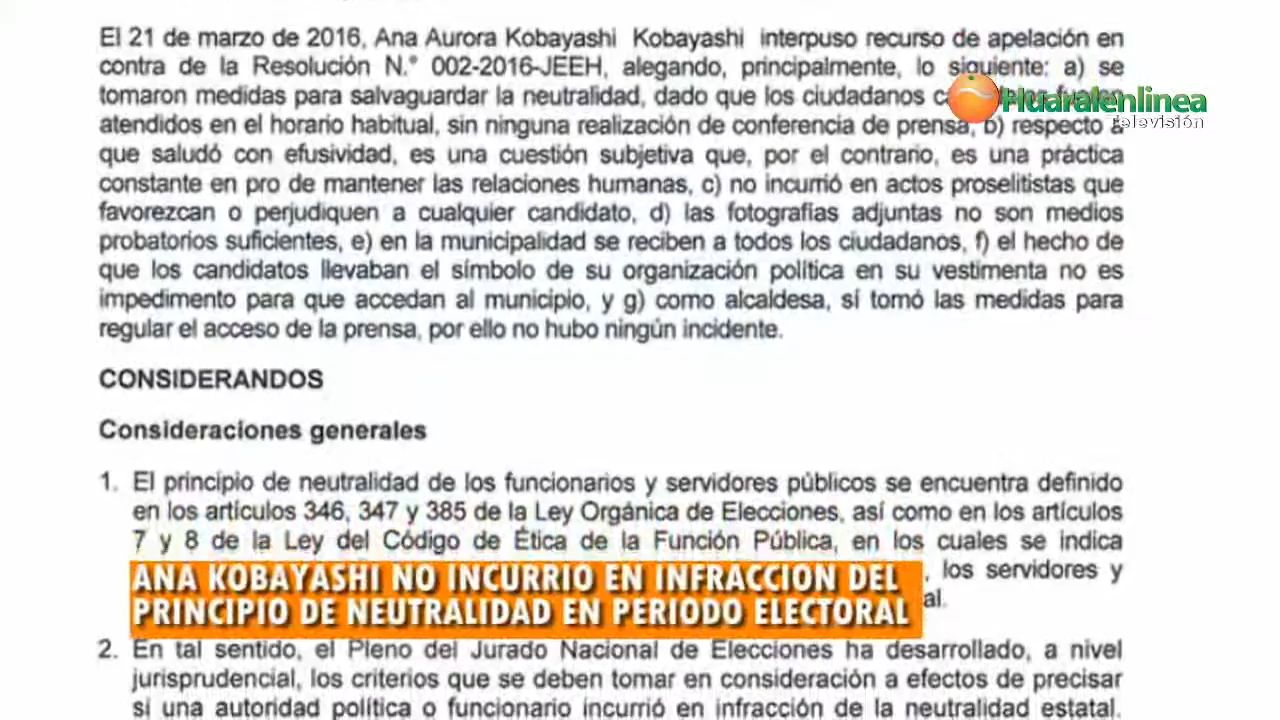 El 21 de marzo de 2016, Ana Aurora Kobayashi Kobayashi interpuso recurso de apelación en
contra de la Resolución N.° 002-2016-JEEH, alegando, principalmente, lo siguiente: a) se
tomaron medidas para salvaguardar la neutralidad, dado que los ciudadanos
Huaralenlinea
televisión
atendidos en el horario habitual, sin ninguna realización de conferencia de prensa, b) respecto a
que saludó con efusividad, es una cuestión subjetiva que, por el contrario, es una práctica
constante en pro de mantener las relaciones humanas, c) no incurrió en actos proselitistas que
favorezcan o perjudiquen a cualquier candidato, d) las fotografías adjuntas no son medios
probatorios suficientes, e) en la municipalidad se reciben a todos los ciudadanos, f) el hecho de
que los candidatos llevaban el símbolo de su organización política en su vestimenta no es
impedimento para que accedan al municipio, y g) como alcaldesa, sí tomó las medidas para
regular el acceso de la prensa, por ello no hubo ningún incidente.
CONSIDERANDOS
Consideraciones generales
1. El principio de neutralidad de los funcionarios y servidores públicos se encuentra definido
en los artículos 346, 347 y 385 de la Ley Orgánica de Elecciones, así como en los artículos
7 y 8 de la Ley del Código de Ética de la Función Pública, en los cuales se indica
, los servidores y
ANA KOBAYASHI NO INCURRIO EN INFRACCION DEL
PRINCIPIO DE NEUTRALIDAD EN PERIODO ELECTORAL
2. En tal sentido, el Pleno del Jurado Nacional de Elecciones ha desarrollado, a nivel
jurisprudencial, los criterios que se deben tomar en consideración a efectos de precisar
si una autoridad política o funcionario incurrió en infracción de la neutralidad estatal.